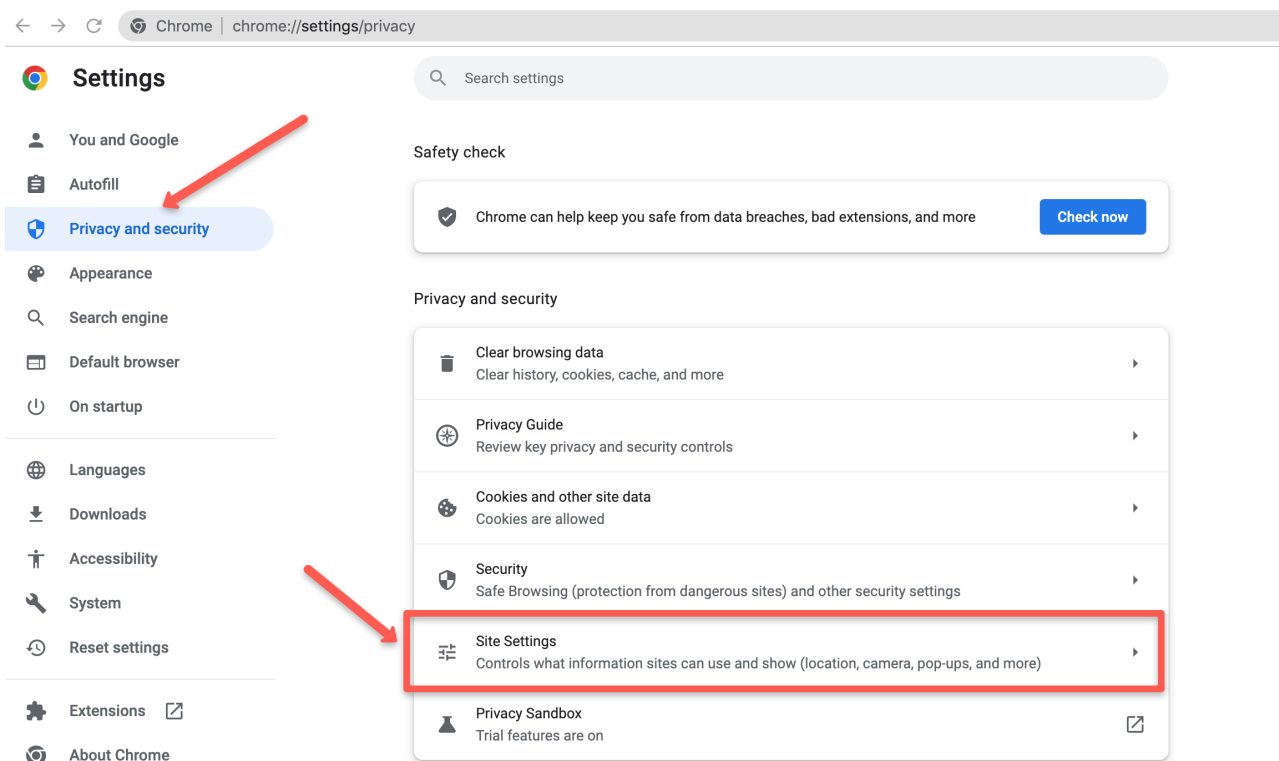 Chrome | chrome://settings/privacy
Settings
Search settings
You and Google
Autofill
Privacy and security
Appearance
Search engine
Default browser
On startup
Languages
Downloads
Accessibility
System
Reset settings
Extensions
About Chrome
Safety check
Chrome can help keep you safe from data breaches, bad extensions, and more
Check now
Privacy and security
Clear browsing data
Clear history, cookies, cache, and more
Privacy Guide
Review key privacy and security controls
Cookies and other site data
Cookies are allowed
Security
Safe Browsing (protection from dangerous sites) and other security settings
Site Settings
Controls what information sites can use and show (location, camera, pop-ups, and more)
Privacy Sandbox
Trial features are on